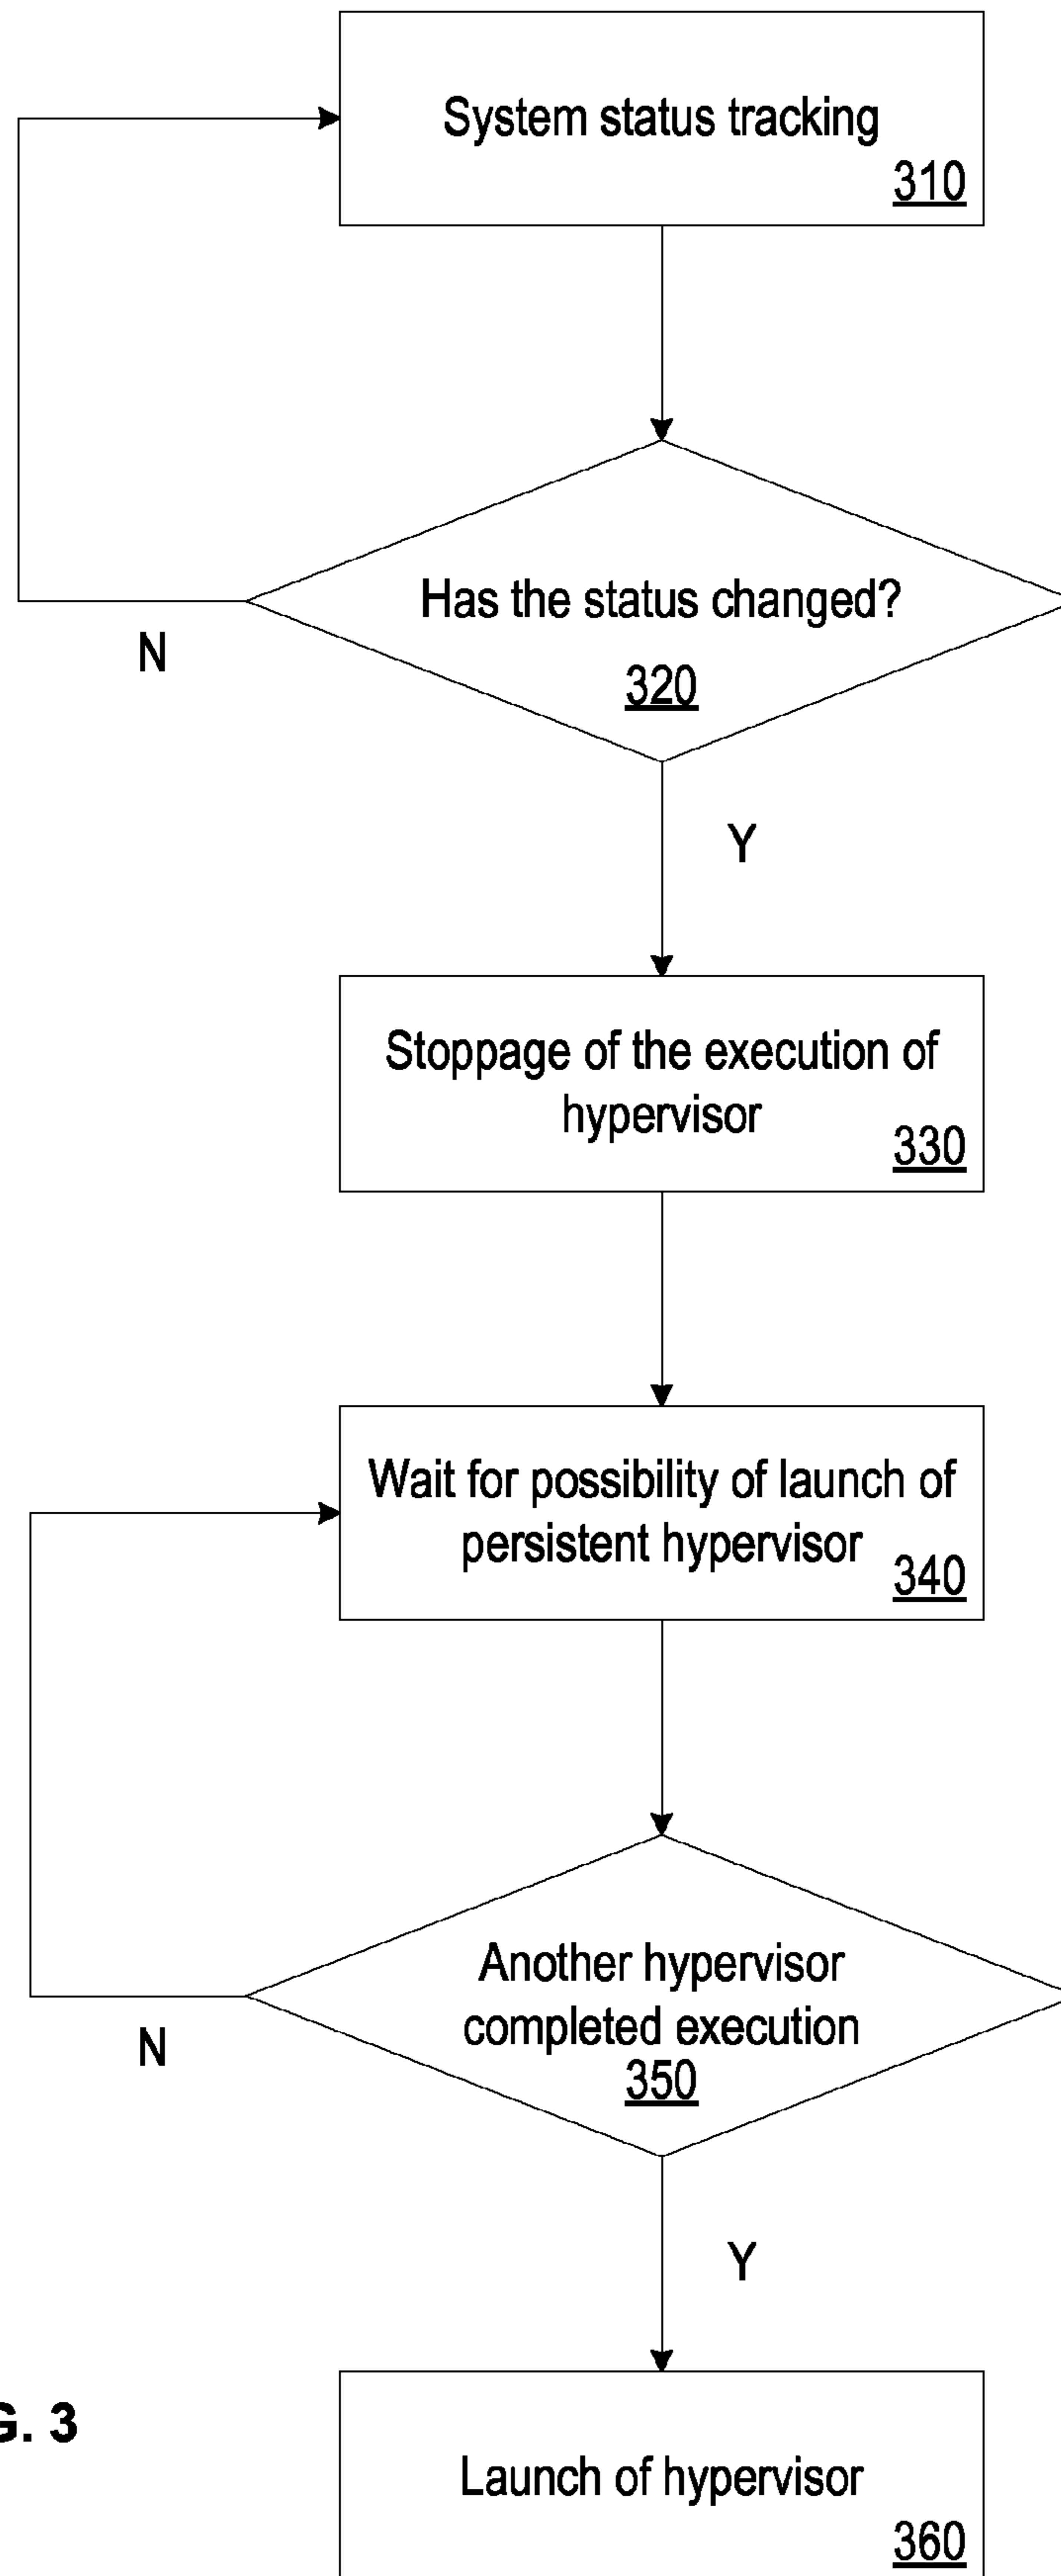 System status tracking
310
Has the status changed?
320
N
Y
Stoppage of the execution of
hypervisor
330
Wait for possibility of launch of
persistent hypervisor
340
Another hypervisor
completed execution
350
N
Y
G. 3
Launch of hypervisor
360